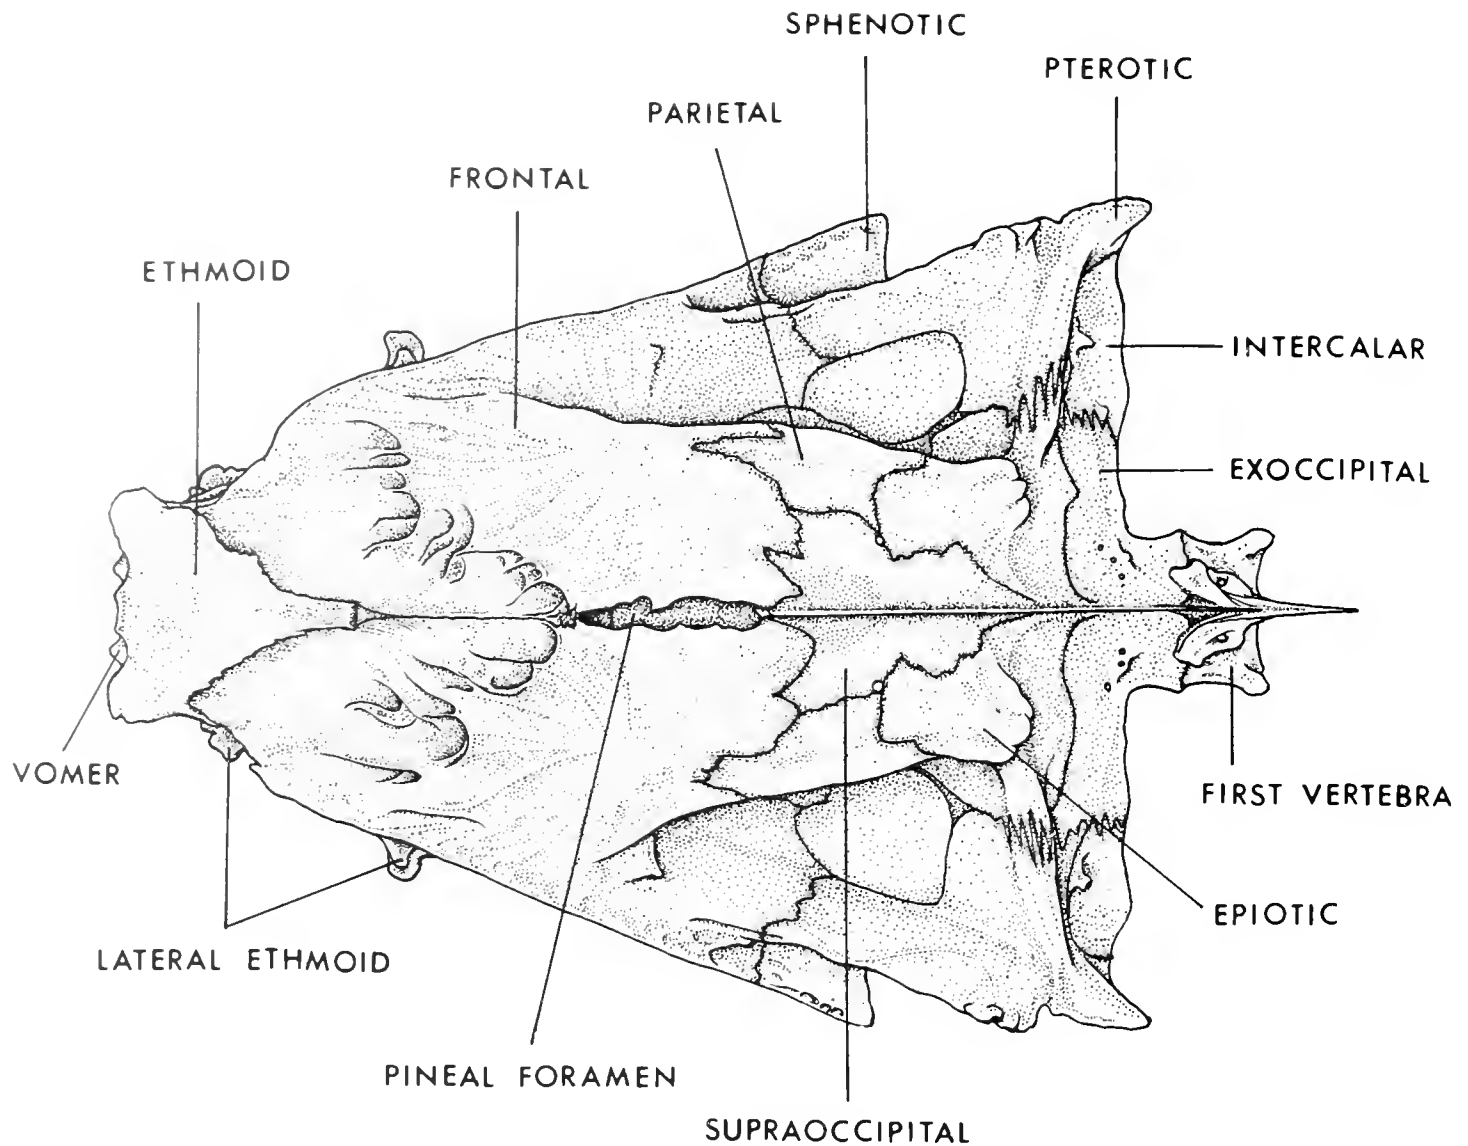 SPHENOTIC
PTEROTIC
PARIETAL
FRONTAL
ETHMOID
INTERCALAR
EXOCCIPITAL
VOMER
FIRST VERTEBRA
EPIOTIC
LATERAL ETHMOID
PINEAL FORAMEN
SUPRAOCCIPITAL